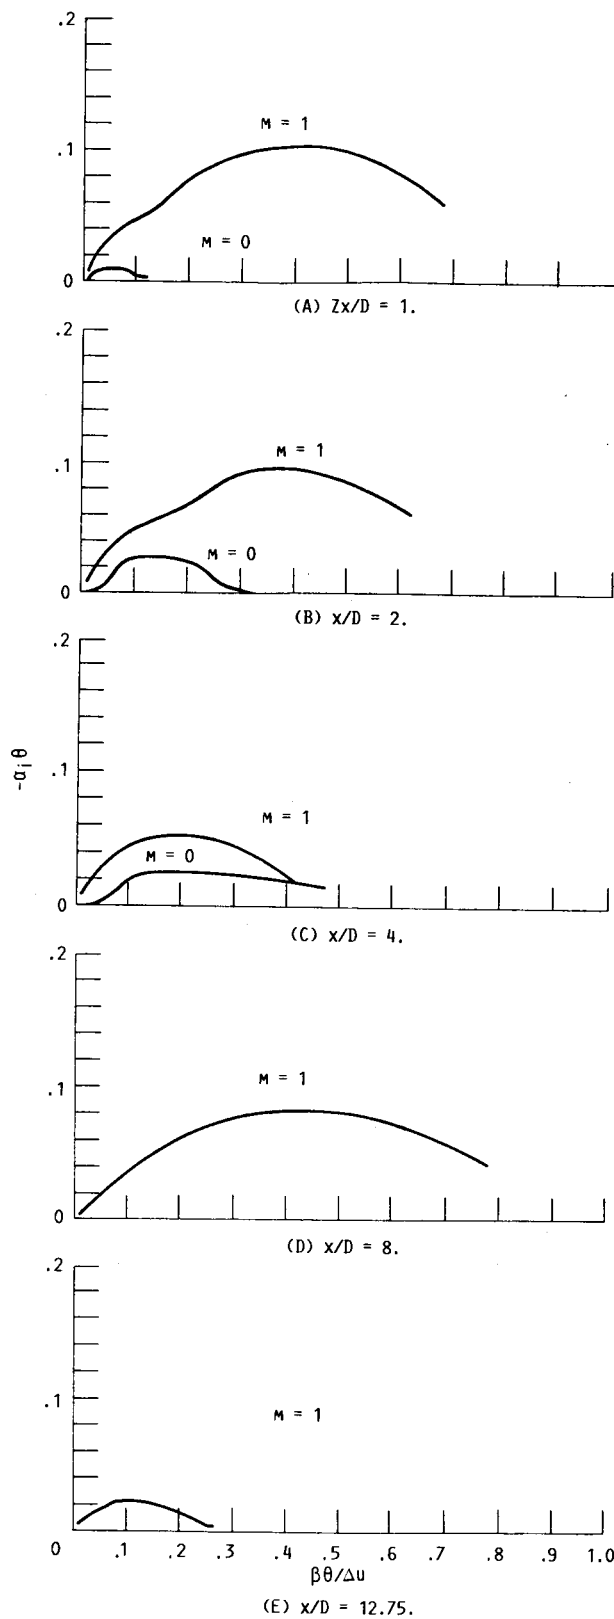 .2
M = 1
.1
M = 0
0
(A) Zx/D = 1.
.2
M = 1
.1
M = 0
0
(B) x/D = 2.
.2
-αiθ
.1
M = 1
M = 0
0
(C) x/D = 4.
.2
M = 1
.1
0
(D) x/D = 8.
.2
.1
M = 1
0 .1 .2 .3 .4 .5 .6 .7 .8 .9 1.0
βθ/Δu
(E) x/D = 12.75.